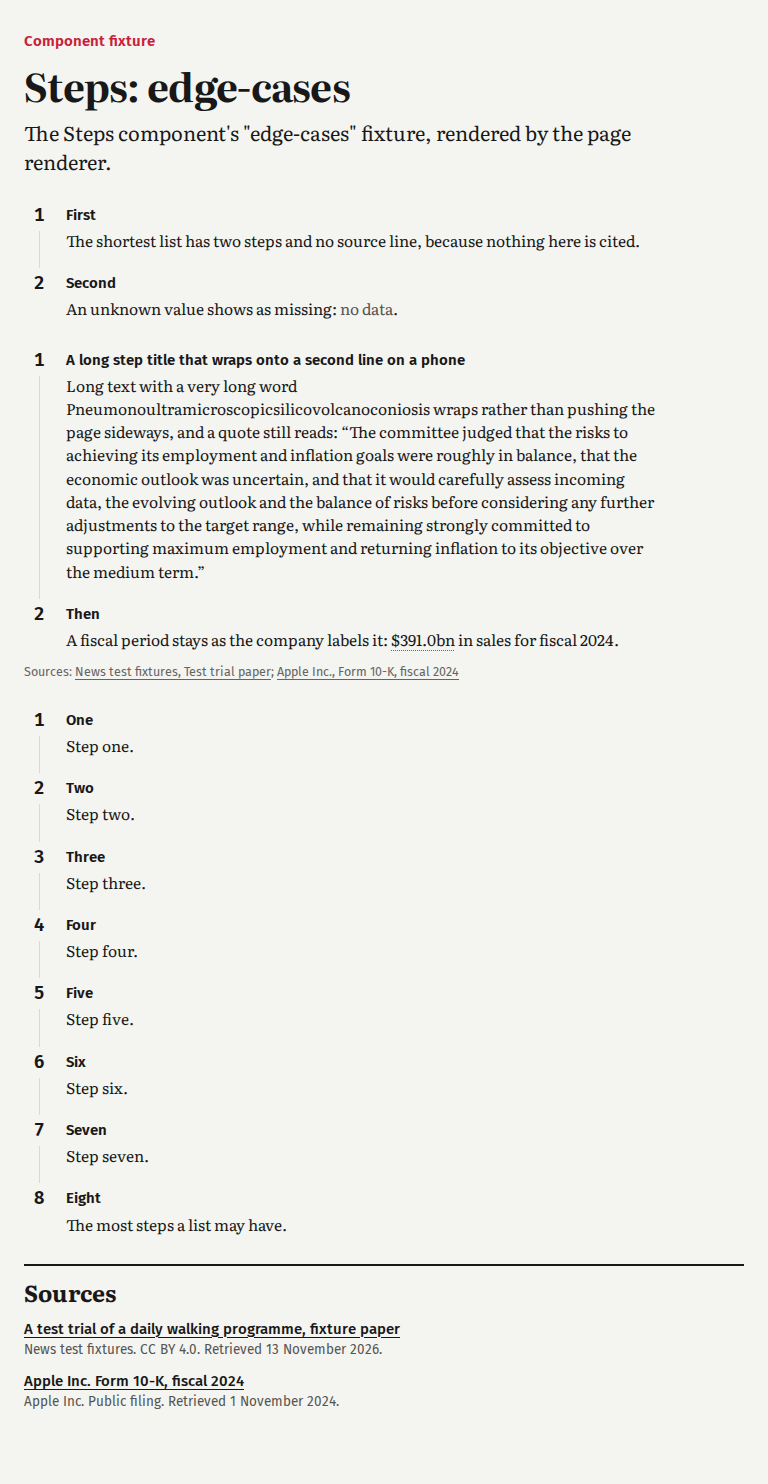 Component fixture
Steps: edge-cases
The Steps component's "edge-cases" fixture, rendered by the page
renderer.
1 First
The shortest list has two steps and no source line, because nothing here is cited.
2 Second
An unknown value shows as missing: no data.
1 A long step title that wraps onto a second line on a phone
Long text with a very long word
Pneumonoultramicroscopicsilicovolcanoconiosis wraps rather than pushing the
page sideways, and a quote still reads: “The committee judged that the risks to
achieving its employment and inflation goals were roughly in balance, that the
economic outlook was uncertain, and that it would carefully assess incoming
data, the evolving outlook and the balance of risks before considering any further
adjustments to the target range, while remaining strongly committed to
supporting maximum employment and returning inflation to its objective over
the medium term.”
2 Then
A fiscal period stays as the company labels it: $391.0bn in sales for fiscal 2024.
Sources: News test fixtures, Test trial paper; Apple Inc., Form 10-K, fiscal 2024
1 One
Step one.
2 Two
Step two.
3 Three
Step three.
4 Four
Step four.
5 Five
Step five.
6 Six
Step six.
7 Seven
Step seven.
8 Eight
The most steps a list may have.
Sources
A test trial of a daily walking programme, fixture paper
News test fixtures. CC BY 4.0. Retrieved 13 November 2026.
Apple Inc. Form 10-K, fiscal 2024
Apple Inc. Public filing. Retrieved 1 November 2024.